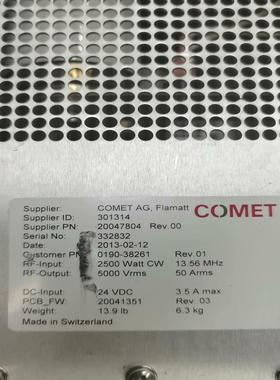 Supplier: COMET AG, Flamatt
COMET
Supplier ID: 301314
Supplier PN: 20047804 Rev.00
Serial No: 332832
Date: 2013-02-12
Customer PN: 0190-38261 Rev.01
RF-Input: 2500 Watt CW 13.56 MHz
RF-Output: 5000 Vrms 50 Arms
DC-Input: 24 VDC 3.5 A max
PCB_FW: 20041351 Rev. 03
Weight: 13.9 lb 6.3 kg
Made in Switzerland